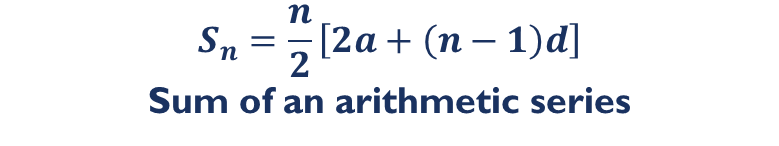 Sₙ = n/2 [2a + (n − 1)d]
Sum of an arithmetic series